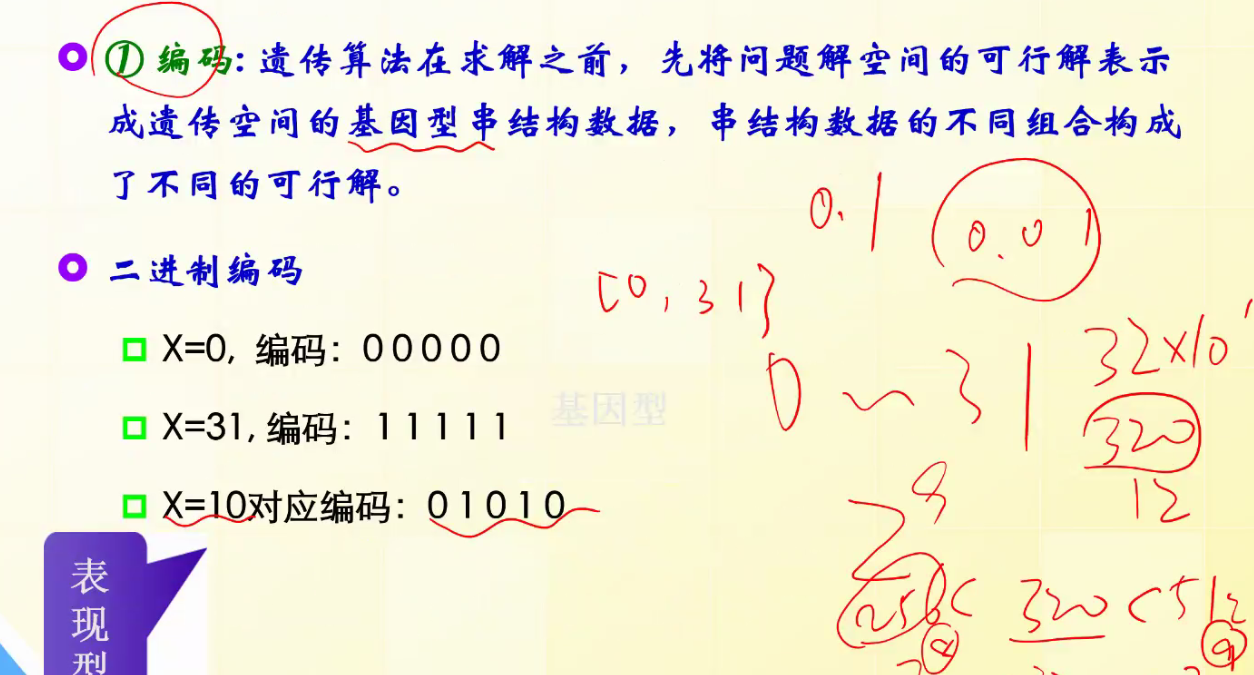 ① 编码：遗传算法在求解之前，先将问题解空间的可行解表示
成遗传空间的基因型串结构数据，串结构数据的不同组合构成
了不同的可行解。
0.1 0.01
二进制编码
[0, 31]
X=0, 编码：0 0 0 0 0
0 ~ 31
32×10
基因型
X=31, 编码：1 1 1 1 1
320
12
X=10对应编码：0 1 0 1 0
256< 320 <512
8
9
表现型